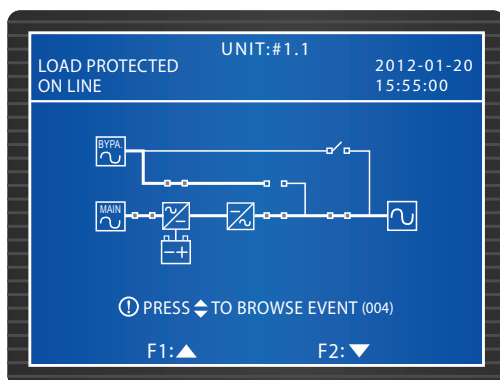 UNIT:#1.1
LOAD PROTECTED
ON LINE
2012-01-20
15:55:00
BYPA.
MAIN
PRESS TO BROWSE EVENT (004)
F1:
F2: